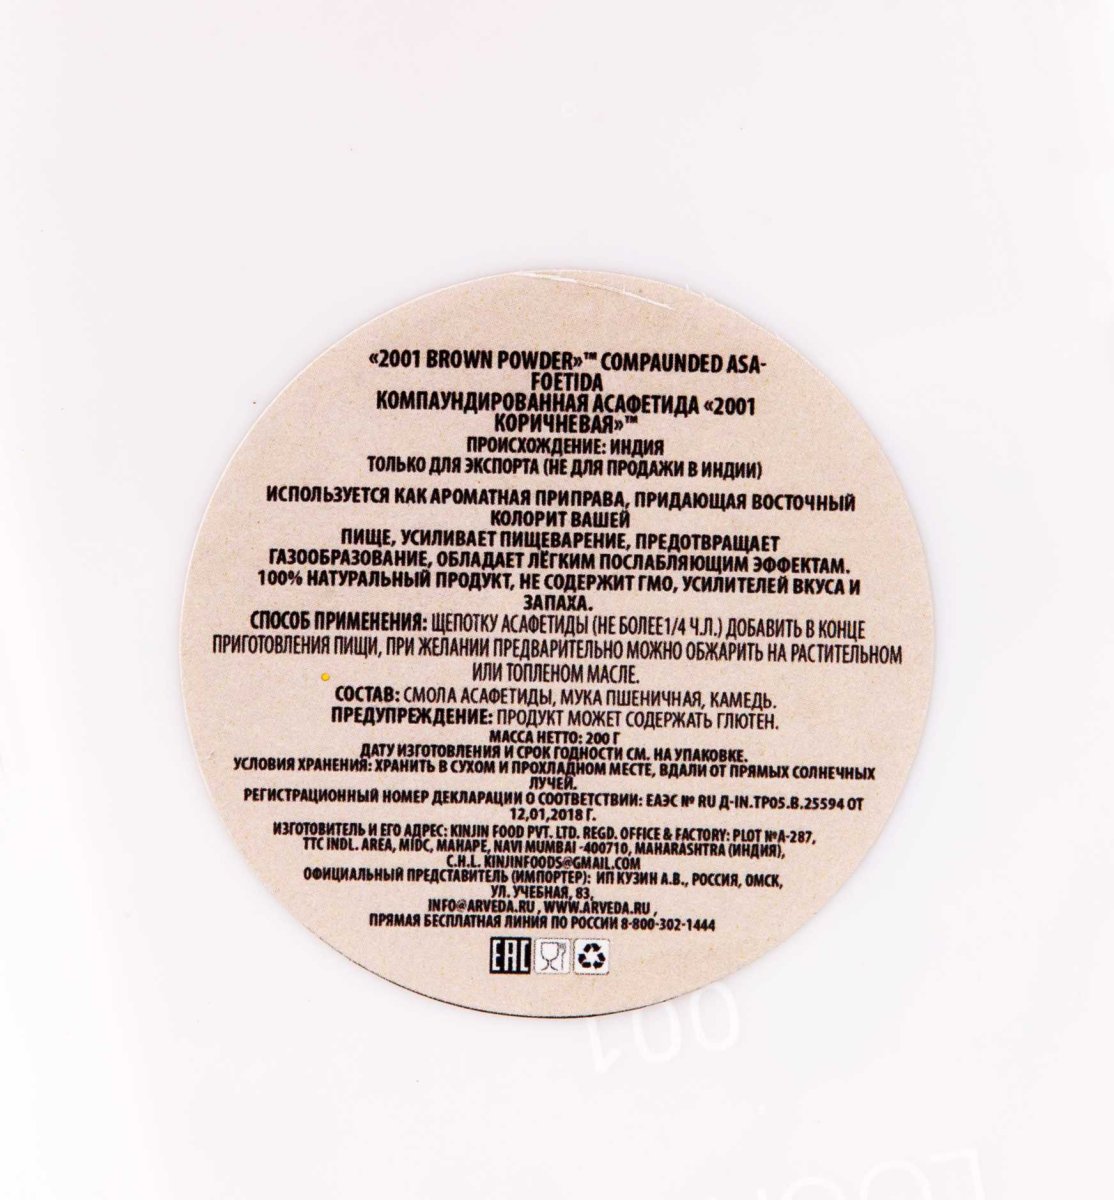 «2001 BROWN POWDER»™ COMPAUNDED ASA-
FOETIDA
КОМПАУНДИРОВАННАЯ АСАФЕТИДА «2001
КОРИЧНЕВАЯ»™
ПРОИСХОЖДЕНИЕ: ИНДИЯ
ТОЛЬКО ДЛЯ ЭКСПОРТА (НЕ ДЛЯ ПРОДАЖИ В ИНДИИ)
ИСПОЛЬЗУЕТСЯ КАК АРОМАТНАЯ ПРИПРАВА, ПРИДАЮЩАЯ ВОСТОЧНЫЙ
КОЛОРИТ ВАШЕЙ
ПИЩЕ, УСИЛИВАЕТ ПИЩЕВАРЕНИЕ, ПРЕДОТВРАЩАЕТ
ГАЗООБРАЗОВАНИЕ, ОБЛАДАЕТ ЛЁГКИМ ПОСЛАБЛЯЮЩИМ ЭФФЕКТАМ.
100% НАТУРАЛЬНЫЙ ПРОДУКТ, НЕ СОДЕРЖИТ ГМО, УСИЛИТЕЛЕЙ ВКУСА И
ЗАПАХА.
СПОСОБ ПРИМЕНЕНИЯ: ЩЕПОТКУ АСАФЕТИДЫ (НЕ БОЛЕЕ1/4 Ч.Л.) ДОБАВИТЬ В КОНЦЕ
ПРИГОТОВЛЕНИЯ ПИЩИ, ПРИ ЖЕЛАНИИ ПРЕДВАРИТЕЛЬНО МОЖНО ОБЖАРИТЬ НА РАСТИТЕЛЬНОМ
ИЛИ ТОПЛЕНОМ МАСЛЕ.
СОСТАВ: СМОЛА АСАФЕТИДЫ, МУКА ПШЕНИЧНАЯ, КАМЕДЬ.
ПРЕДУПРЕЖДЕНИЕ: ПРОДУКТ МОЖЕТ СОДЕРЖАТЬ ГЛЮТЕН.
МАССА НЕТТО: 200 Г
ДАТУ ИЗГОТОВЛЕНИЯ И СРОК ГОДНОСТИ СМ. НА УПАКОВКЕ.
УСЛОВИЯ ХРАНЕНИЯ: ХРАНИТЬ В СУХОМ И ПРОХЛАДНОМ МЕСТЕ, ВДАЛИ ОТ ПРЯМЫХ СОЛНЕЧНЫХ
ЛУЧЕЙ.
РЕГИСТРАЦИОННЫЙ НОМЕР ДЕКЛАРАЦИИ О СООТВЕТСТВИИ: ЕАЭС № RU Д-IN.ТР05.В.25594 ОТ
12,01,2018 Г.
ИЗГОТОВИТЕЛЬ И ЕГО АДРЕС: KINJIN FOOD PVT. LTD. REGD. OFFICE & FACTORY: PLOT №A-287,
TTC INDL. AREA, MIDC, MAHAPE, NAVI MUMBAI -400710, MAHARASHTRA (ИНДИЯ),
C.H.L. KINJINFOODS@GMAIL.COM
ОФИЦИАЛЬНЫЙ ПРЕДСТАВИТЕЛЬ (ИМПОРТЕР): ИП КУЗИН А.В., РОССИЯ, ОМСК,
УЛ. УЧЕБНАЯ, 83,
INFO@ARVEDA.RU , WWW.ARVEDA.RU ,
ПРЯМАЯ БЕСПЛАТНАЯ ЛИНИЯ ПО РОССИИ 8-800-302-1444
EAC
001